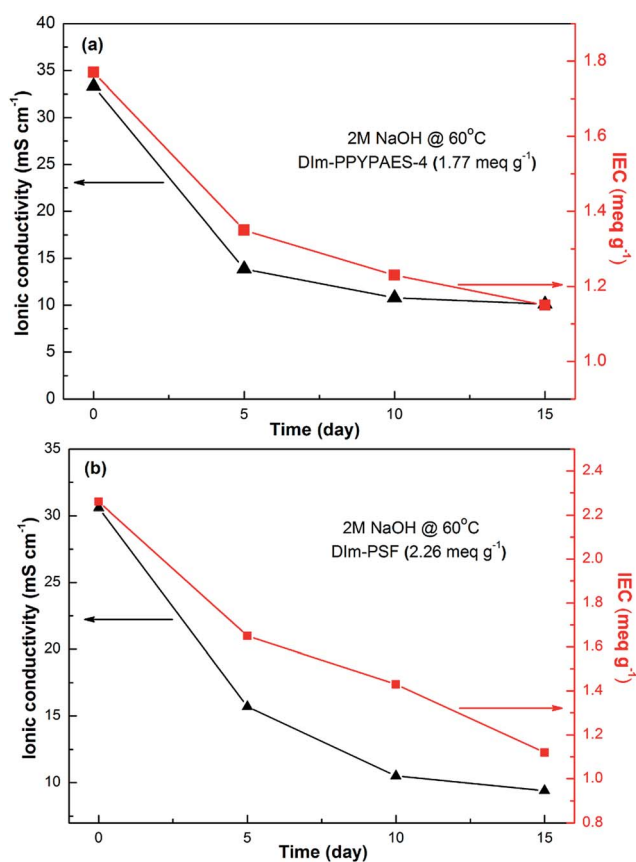 (a)
Ionic conductivity (mS cm⁻¹)
40
35
30
25
20
15
10
5
0
2M NaOH @ 60°C
DIm-PPYPAES-4 (1.77 meq g⁻¹)
1.8
1.6
1.4
1.2
1.0
IEC (meq g⁻¹)
0 5 10 15
Time (day)
(b)
Ionic conductivity (mS cm⁻¹)
35
30
25
20
15
10
2M NaOH @ 60°C
DIm-PSF (2.26 meq g⁻¹)
2.4
2.2
2.0
1.8
1.6
1.4
1.2
1.0
0.8
IEC (meq g⁻¹)
0 5 10 15
Time (day)